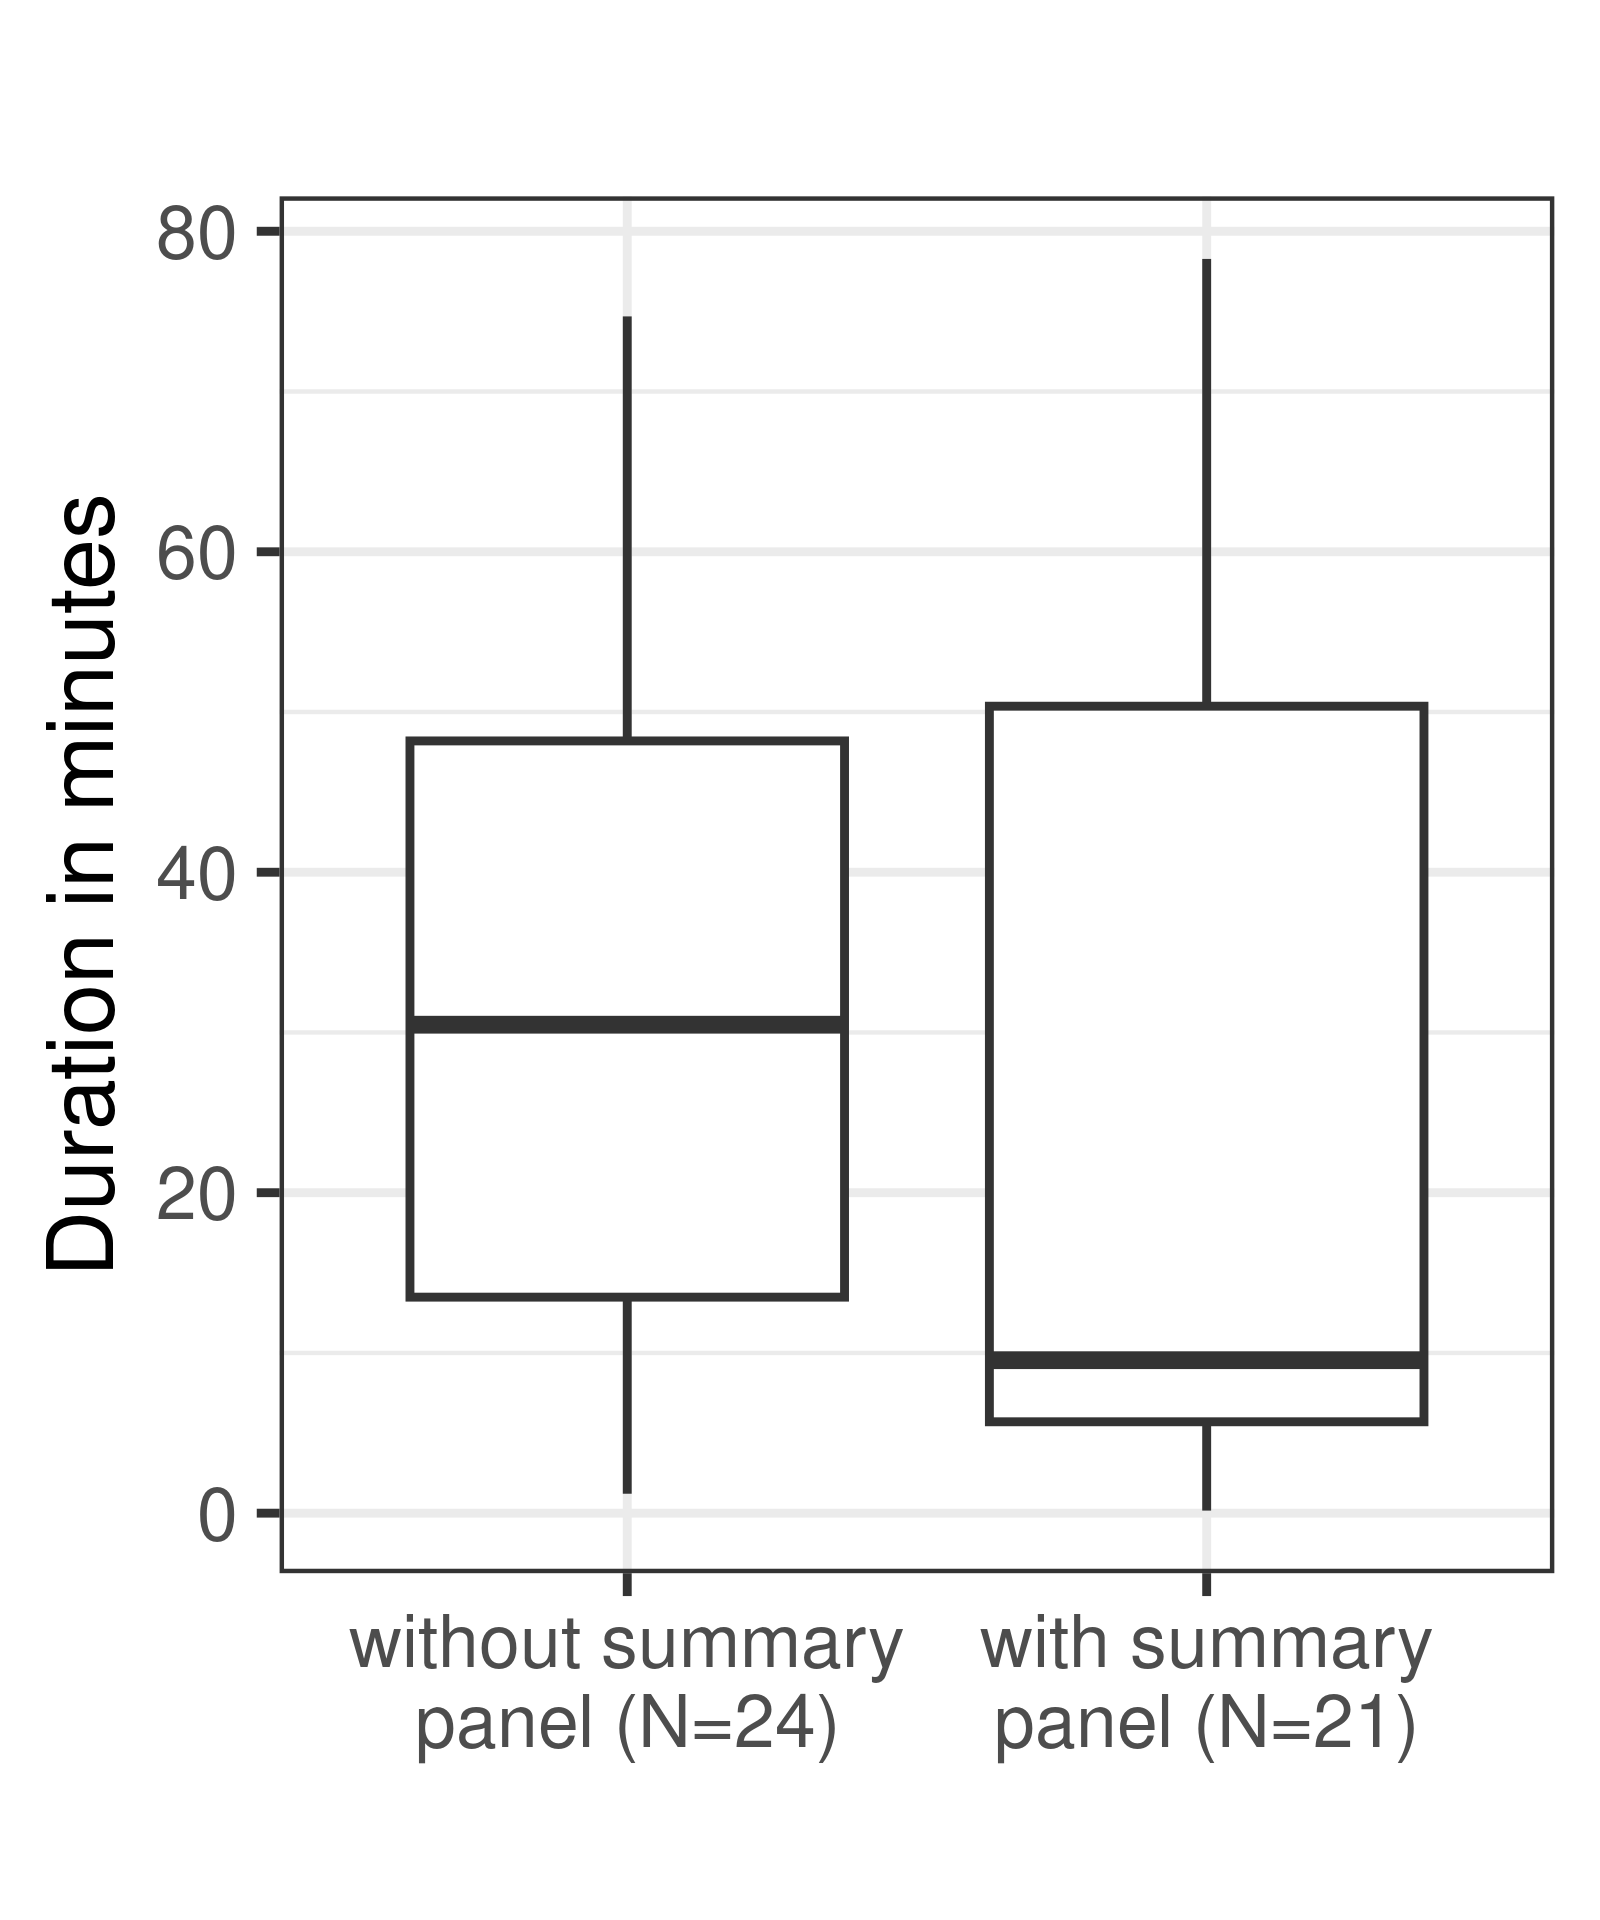 Duration in minutes
80
60
40
20
0
without summary
panel (N=24)
with summary
panel (N=21)